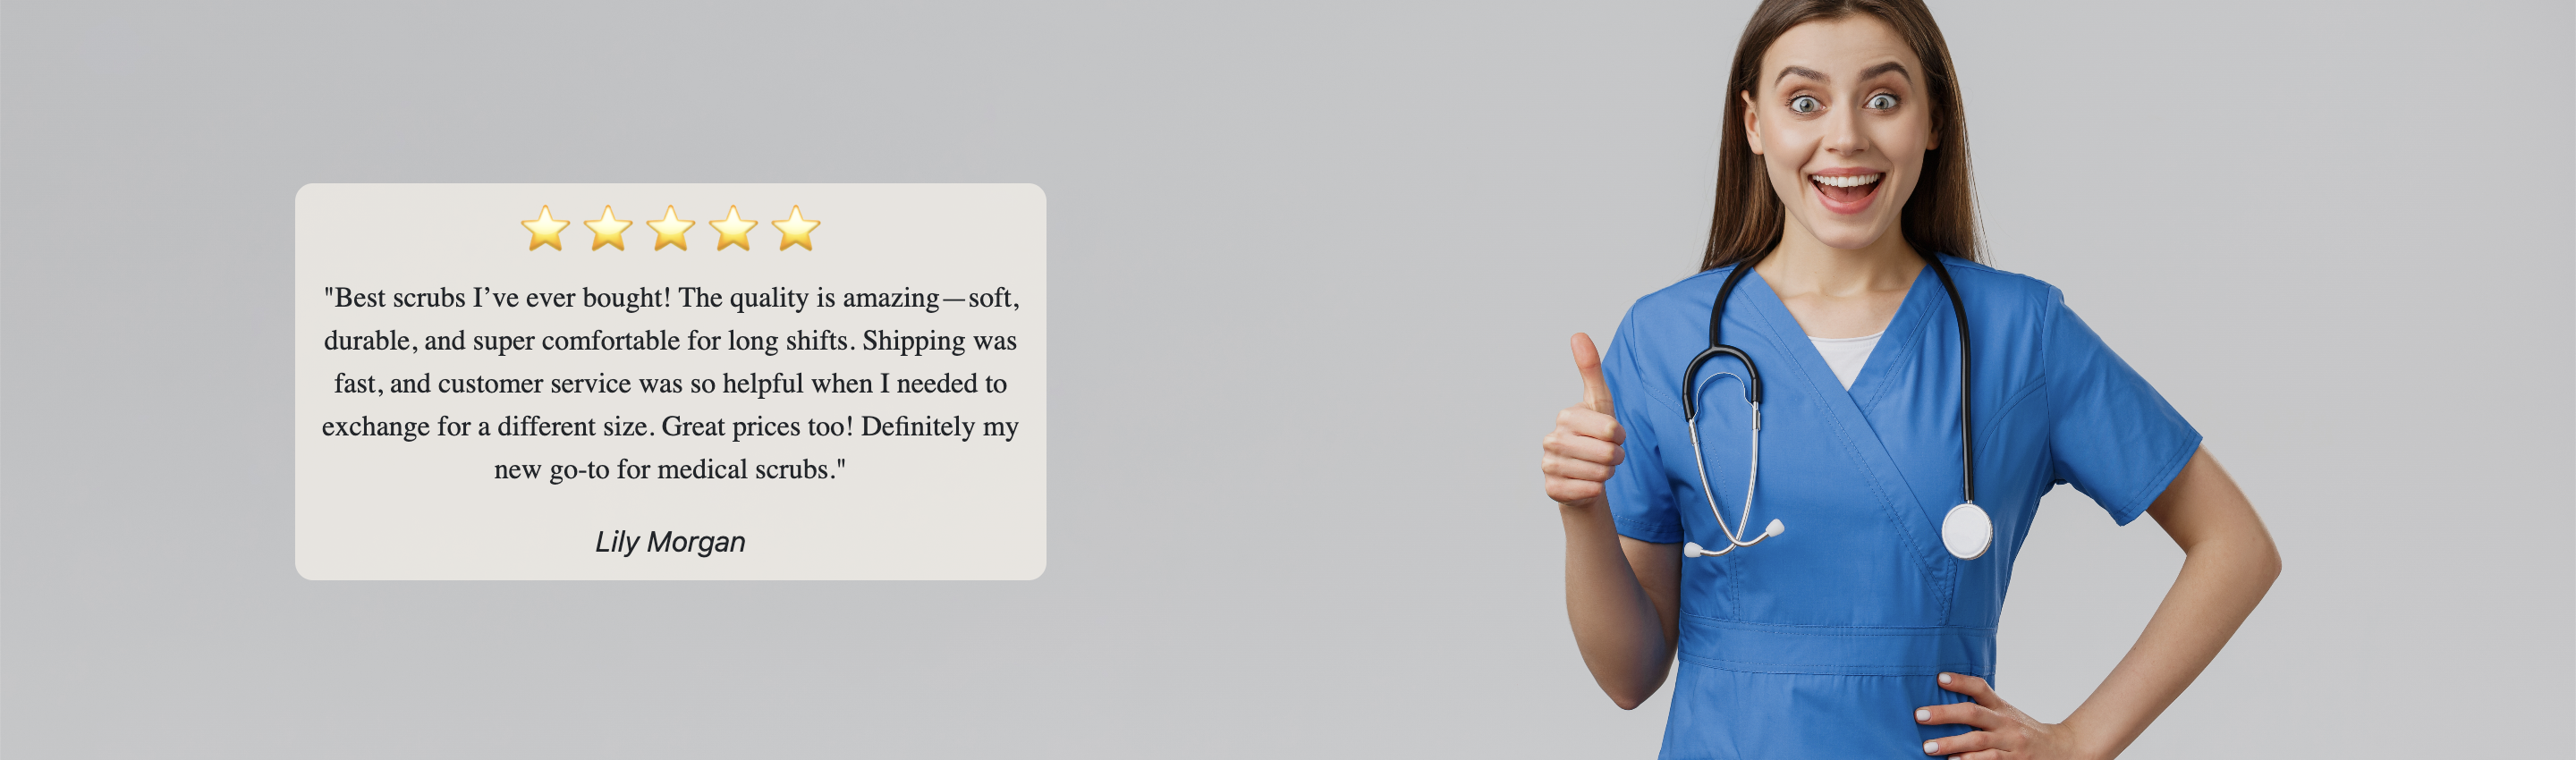 "Best scrubs I’ve ever bought! The quality is amazing—soft,
durable, and super comfortable for long shifts. Shipping was
fast, and customer service was so helpful when I needed to
exchange for a different size. Great prices too! Definitely my
new go-to for medical scrubs."
Lily Morgan